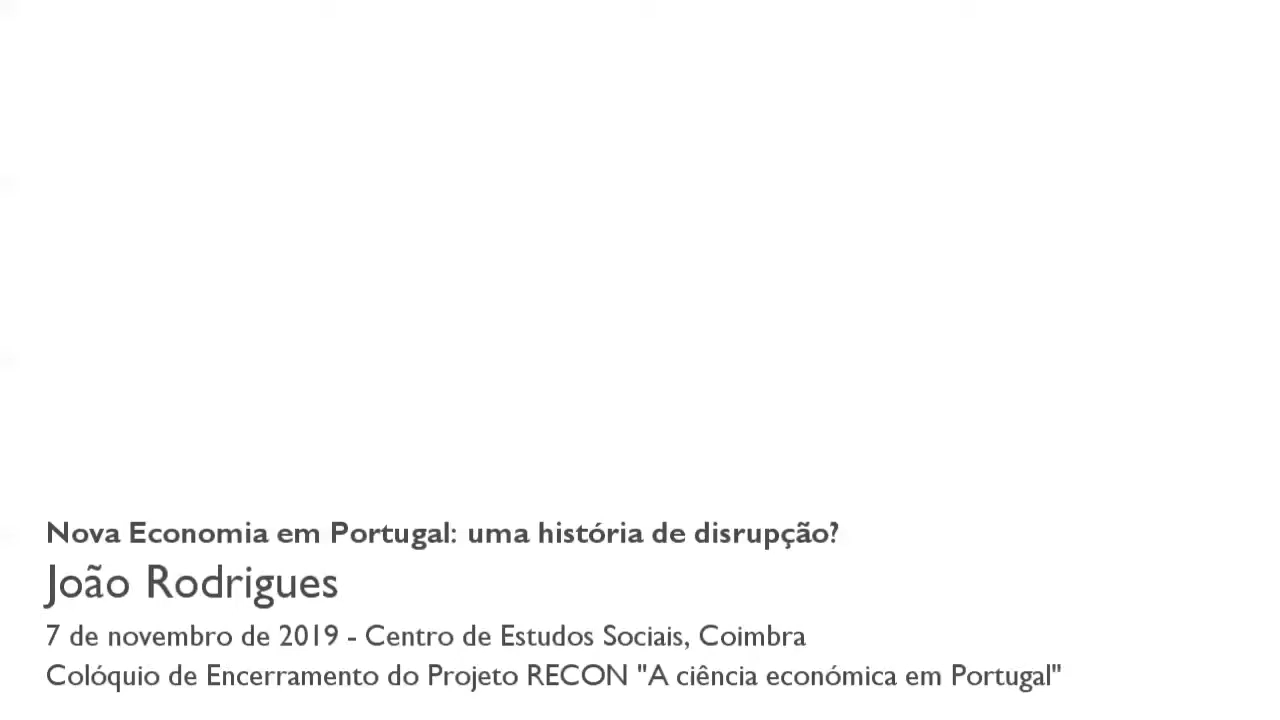 Nova Economia em Portugal: uma história de disrupção?
João Rodrigues
7 de novembro de 2019 - Centro de Estudos Sociais, Coimbra
Colóquio de Encerramento do Projeto RECON "A ciência económica em Portugal"